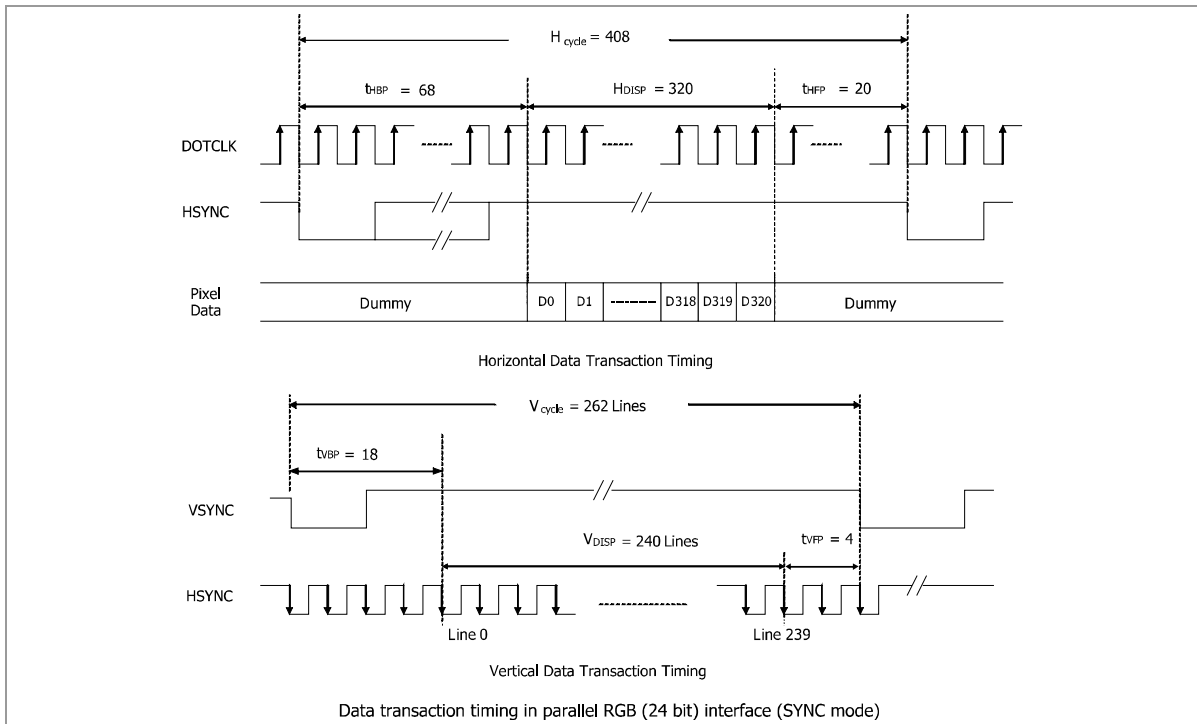 H cycle = 408
tHBP = 68 HDISP = 320 tHFP = 20
DOTCLK
HSYNC
Pixel Data Dummy D0 D1 D318 D319 D320 Dummy
Horizontal Data Transaction Timing
V cycle = 262 Lines
tVBP = 18
VSYNC
VDISP = 240 Lines tVFP = 4
HSYNC
Line 0 Line 239
Vertical Data Transaction Timing
Data transaction timing in parallel RGB (24 bit) interface (SYNC mode)